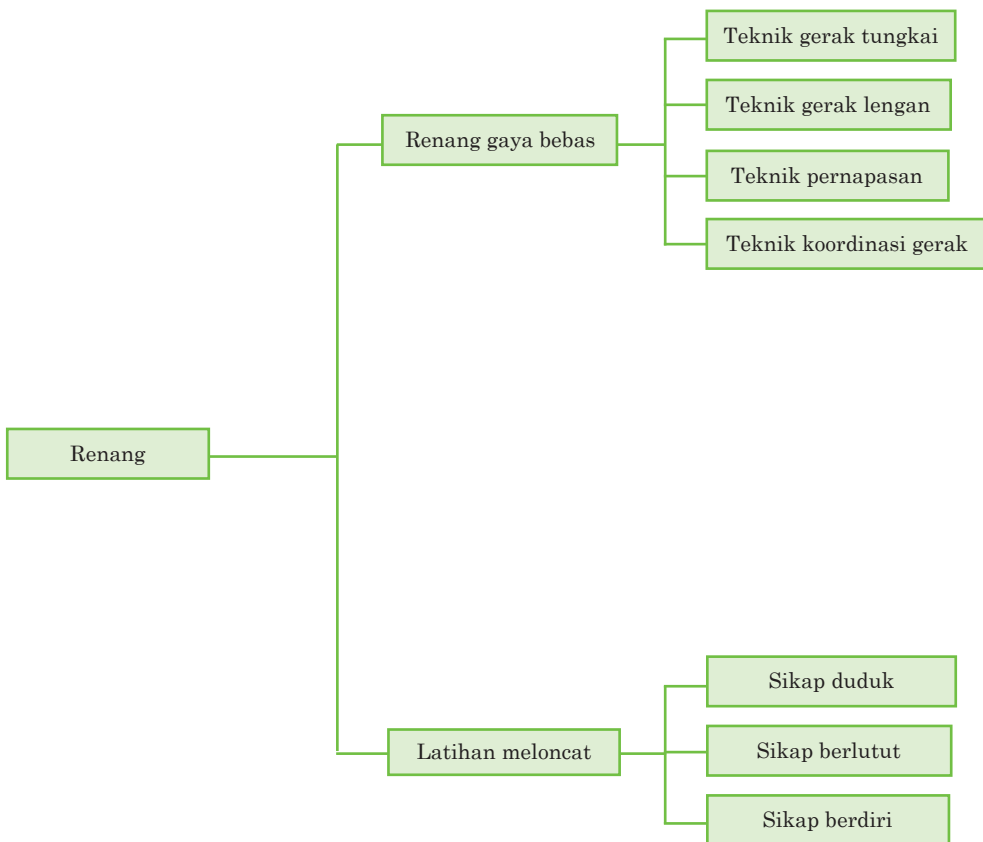 Renang
Renang gaya bebas
Teknik gerak tungkai
Teknik gerak lengan
Teknik pernapasan
Teknik koordinasi gerak
Latihan meloncat
Sikap duduk
Sikap berlutut
Sikap berdiri